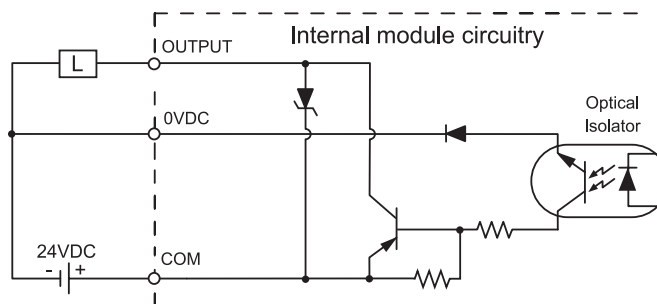 Internal module circuitry
OUTPUT
L
0VDC
Optical
Isolator
24VDC
- +
COM